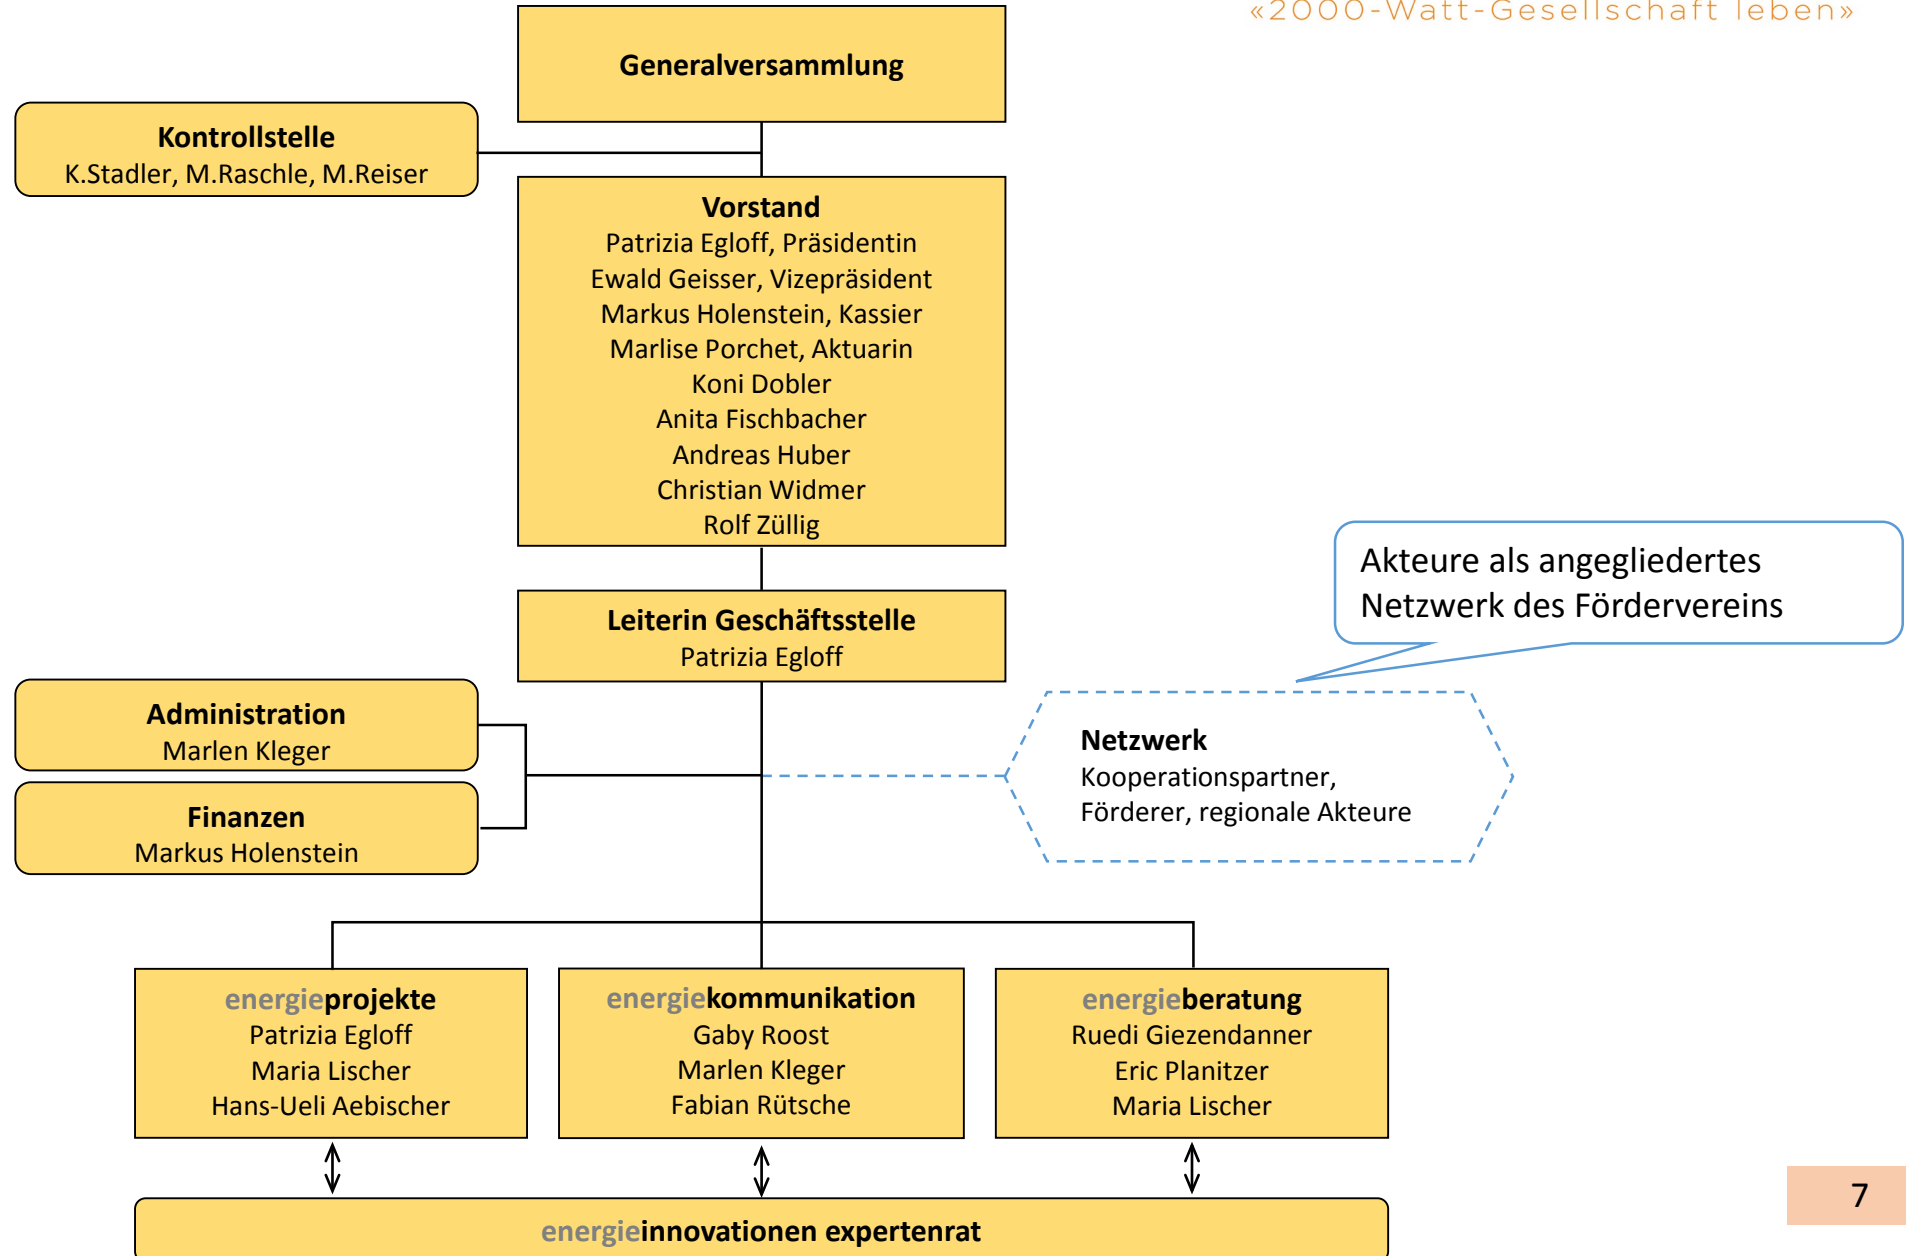 «2000-Watt-Gesellschaft leben»
Generalversammlung
Kontrollstelle
K.Stadler, M.Raschle, M.Reiser
Vorstand
Patrizia Egloff, Präsidentin
Ewald Geisser, Vizepräsident
Markus Holenstein, Kassier
Marlise Porchet, Aktuarin
Koni Dobler
Anita Fischbacher
Andreas Huber
Christian Widmer
Rolf Züllig
Akteure als angegliedertes
Netzwerk des Fördervereins
Leiterin Geschäftsstelle
Patrizia Egloff
Administration
Marlen Kleger
Netzwerk
Kooperationspartner,
Förderer, regionale Akteure
Finanzen
Markus Holenstein
energieprojekte
Patrizia Egloff
Maria Lischer
Hans-Ueli Aebischer
energiekommunikation
Gaby Roost
Marlen Kleger
Fabian Rütsche
energieberatung
Ruedi Giezendanner
Eric Planitzer
Maria Lischer
energieinnovationen expertenrat
7